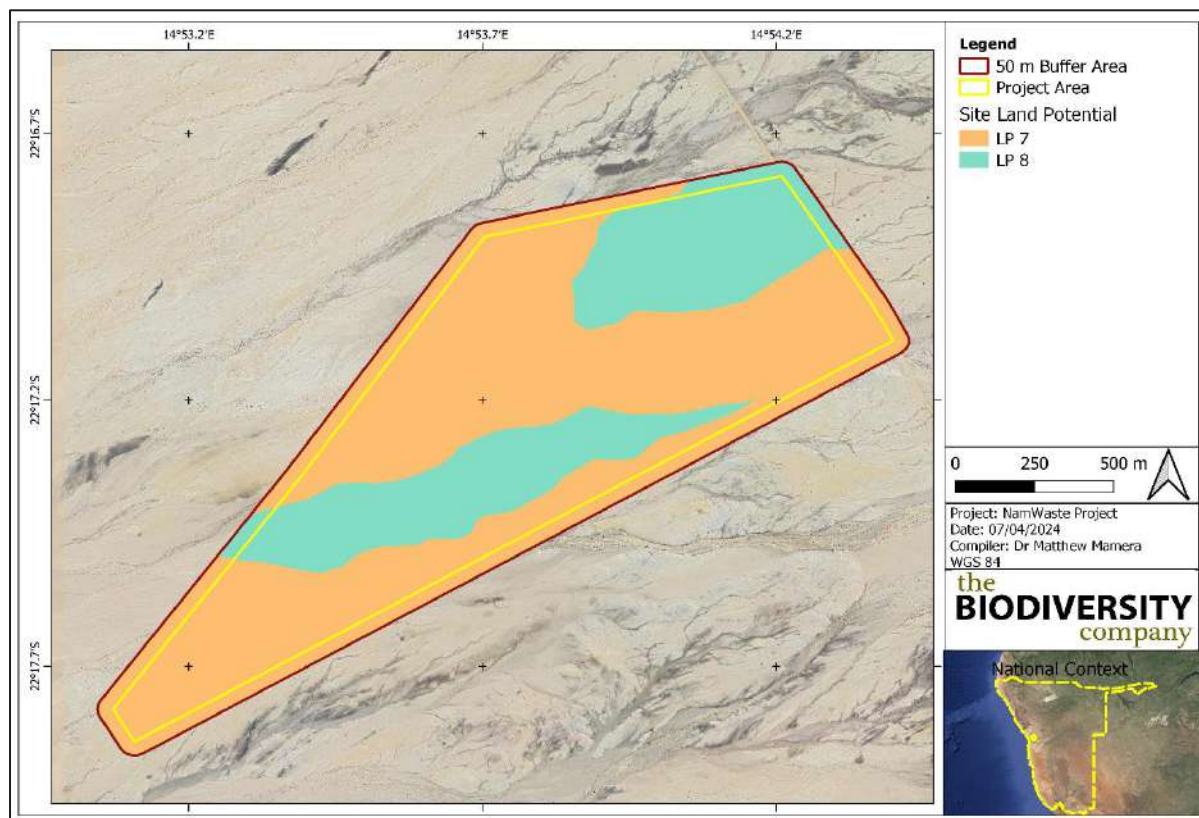 14°53.2'E 14°53.7'E 14°54.2'E
22°16.7'S
22°17.2'S
22°17.7'S
Legend
50 m Buffer Area
Project Area
Site Land Potential
LP 7
LP 8
0 250 500 m
Project: NamWaste Project
Date: 07/04/2024
Compiler: Dr Matthew Mamera
WGS 84
the
BIODIVERSITY
company
National Context